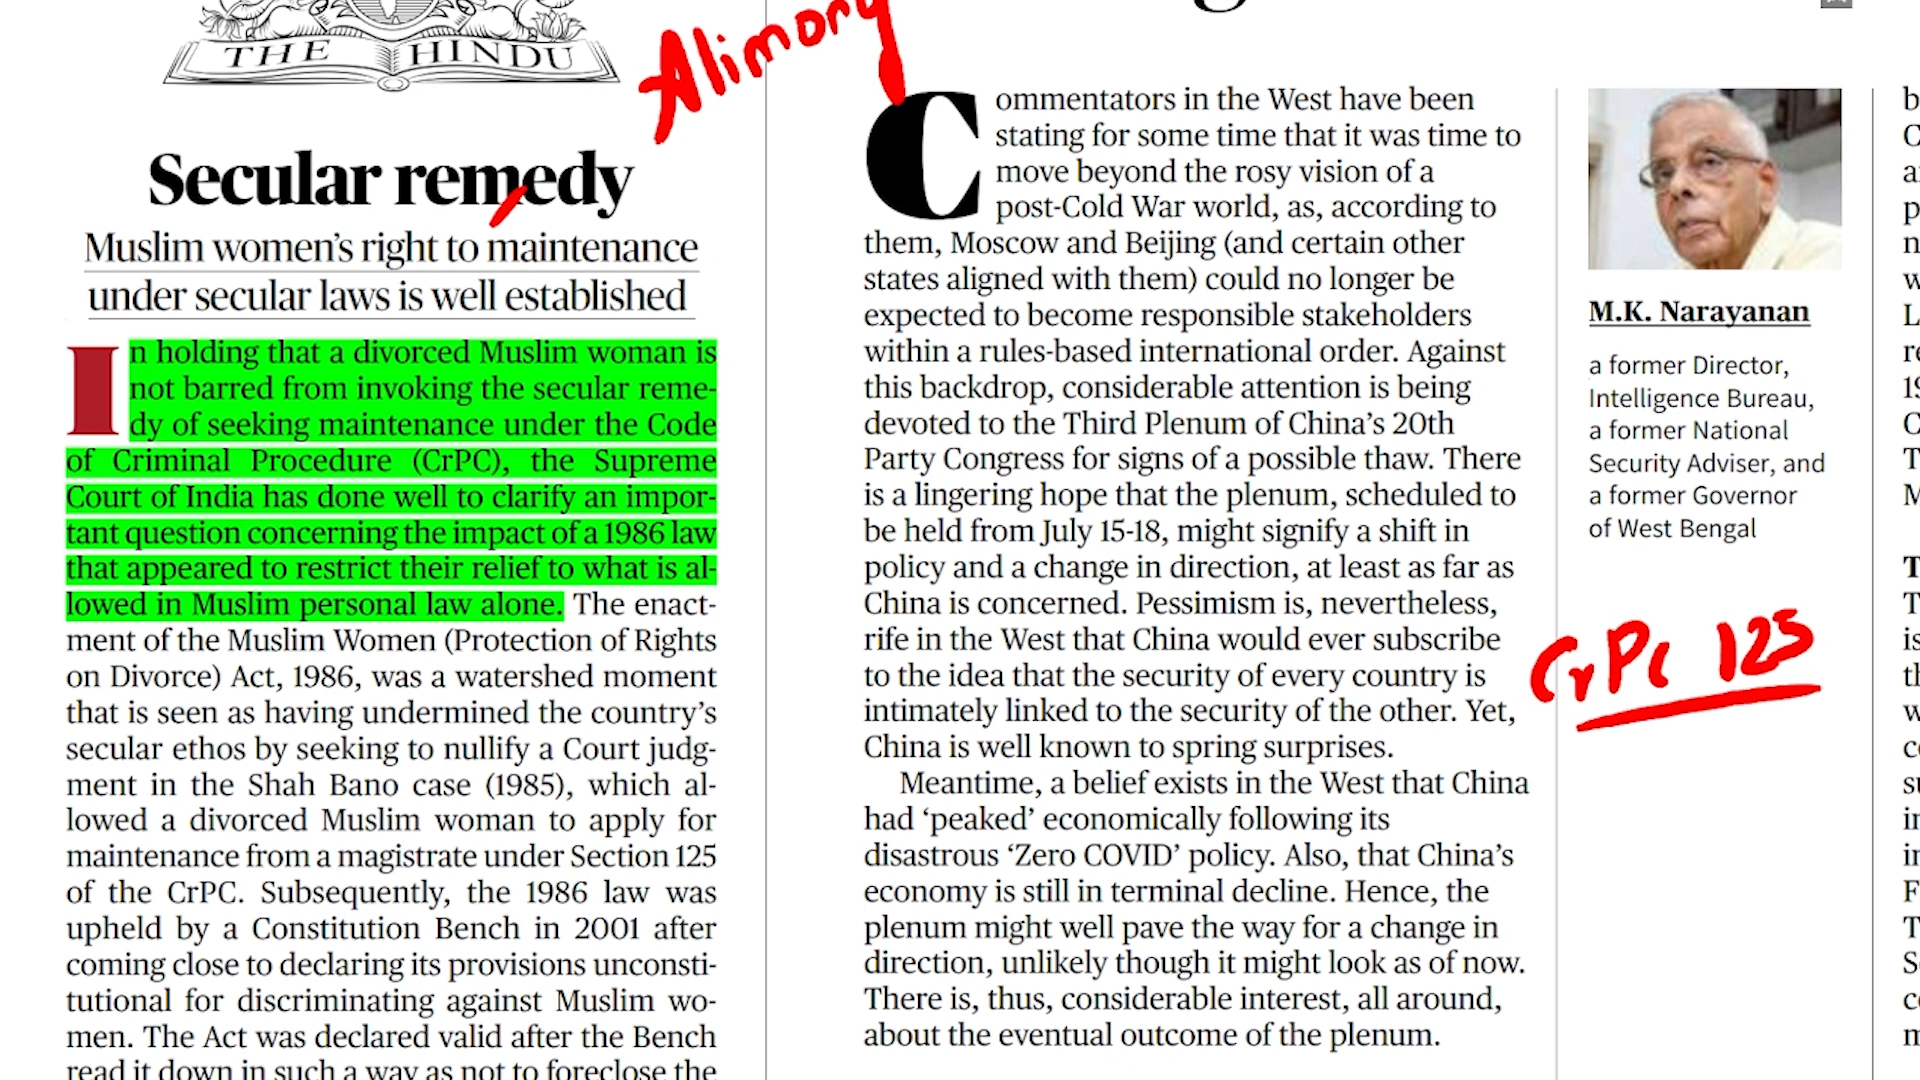 THE HINDU
Alimony
Secular remedy
Muslim women's right to maintenance
under secular laws is well established
In holding that a divorced Muslim woman is
not barred from invoking the secular reme-
dy of seeking maintenance under the Code
of Criminal Procedure (CrPC), the Supreme
Court of India has done well to clarify an impor-
tant question concerning the impact of a 1986 law
that appeared to restrict their relief to what is al-
lowed in Muslim personal law alone. The enact-
ment of the Muslim Women (Protection of Rights
on Divorce) Act, 1986, was a watershed moment
that is seen as having undermined the country's
secular ethos by seeking to nullify a Court judg-
ment in the Shah Bano case (1985), which al-
lowed a divorced Muslim woman to apply for
maintenance from a magistrate under Section 125
of the CrPC. Subsequently, the 1986 law was
upheld by a Constitution Bench in 2001 after
coming close to declaring its provisions unconsti-
tutional for discriminating against Muslim wo-
men. The Act was declared valid after the Bench
read it down in such a way as not to foreclose the
Commentators in the West have been
stating for some time that it was time to
move beyond the rosy vision of a
post-Cold War world, as, according to
them, Moscow and Beijing (and certain other
states aligned with them) could no longer be
expected to become responsible stakeholders
within a rules-based international order. Against
this backdrop, considerable attention is being
devoted to the Third Plenum of China's 20th
Party Congress for signs of a possible thaw. There
is a lingering hope that the plenum, scheduled to
be held from July 15-18, might signify a shift in
policy and a change in direction, at least as far as
China is concerned. Pessimism is, nevertheless,
rife in the West that China would ever subscribe
to the idea that the security of every country is
intimately linked to the security of the other. Yet,
China is well known to spring surprises.
Meantime, a belief exists in the West that China
had 'peaked' economically following its
disastrous 'Zero COVID' policy. Also, that China's
economy is still in terminal decline. Hence, the
plenum might well pave the way for a change in
direction, unlikely though it might look as of now.
There is, thus, considerable interest, all around,
about the eventual outcome of the plenum.
M.K. Narayanan
a former Director,
Intelligence Bureau,
a former National
Security Adviser, and
a former Governor
of West Bengal
CrPC 125